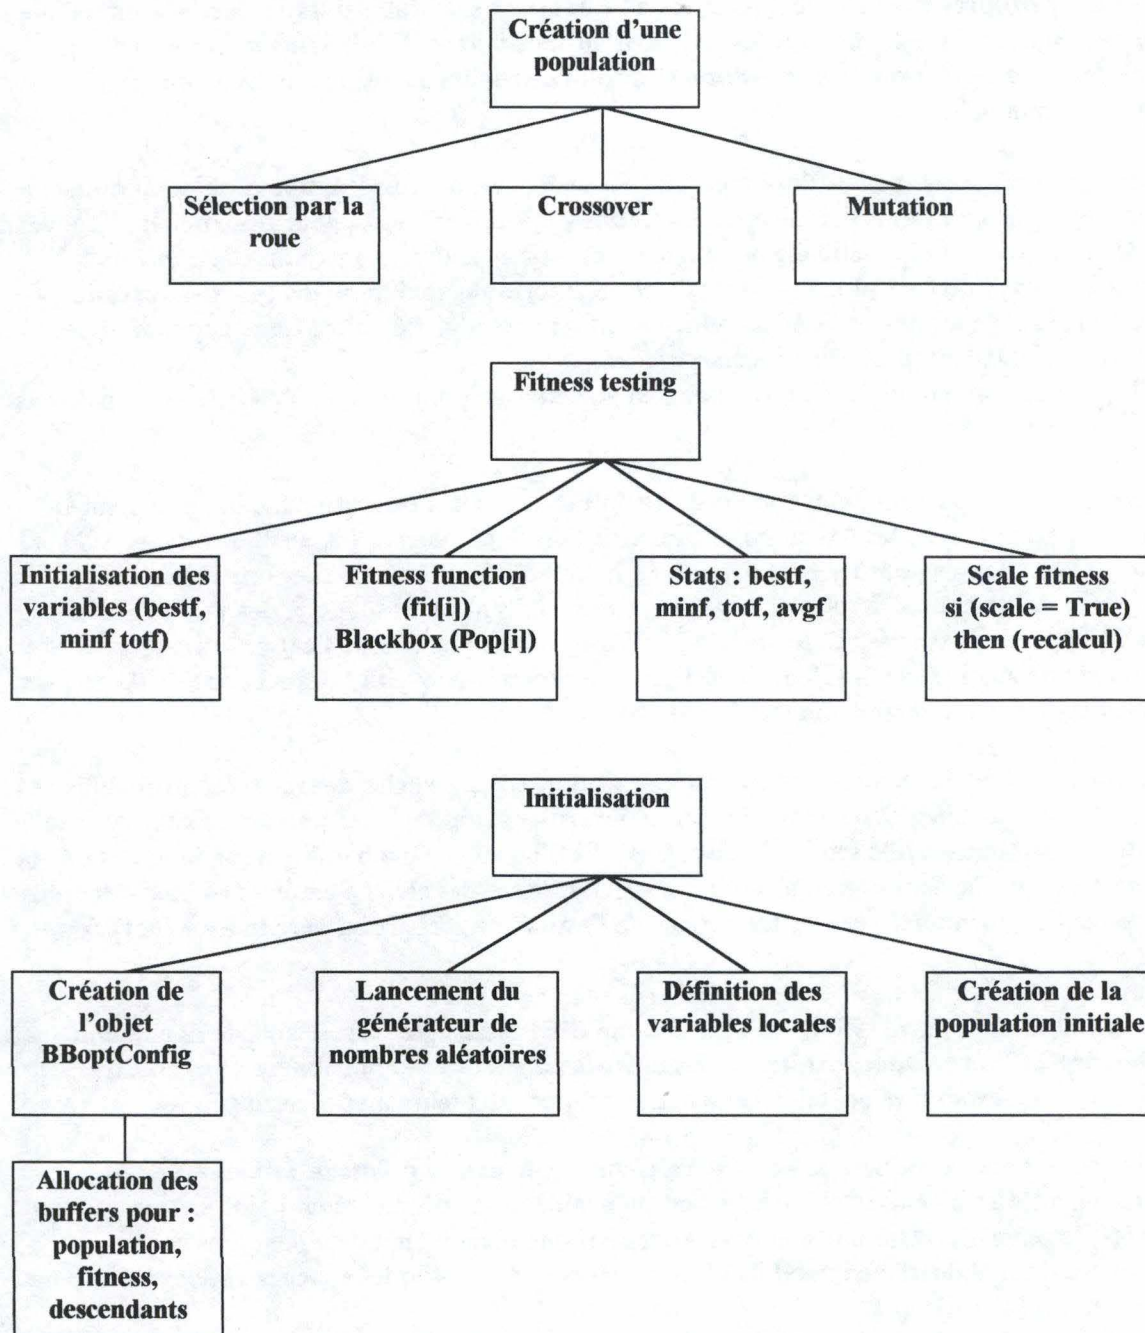 Création d’une
population
Sélection par la
roue
Crossover
Mutation
Fitness testing
Initialisation des
variables (bestf,
minf totf)
Fitness function
(fit[i])
Blackbox (Pop[i])
Stats : bestf,
minf, totf, avgf
Scale fitness
si (scale = True)
then (recalcul)
Initialisation
Création de
l’objet
BBoptConfig
Lancement du
générateur de
nombres aléatoires
Définition des
variables locales
Création de la
population initiale
Allocation des
buffers pour :
population,
fitness,
descendants